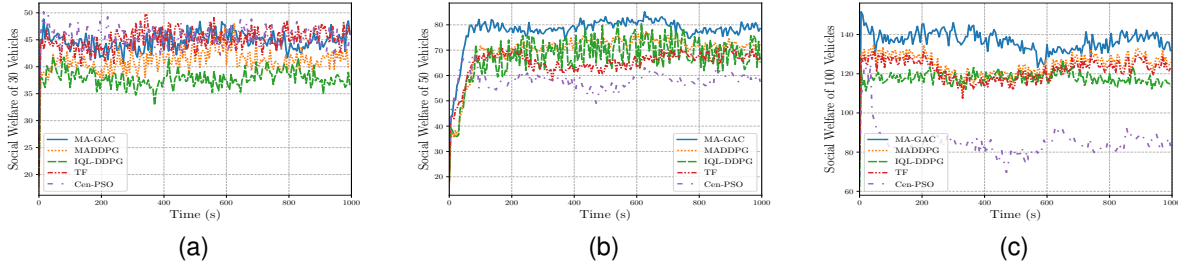 Social Welfare of 30 Vehicles
50
45
40
35
30
25
20
MA-GAC
MADDPG
IQL-DDPG
TF
Cen-PSO
0 200 400 600 800 1000
Time (s)
(a)
Social Welfare of 50 Vehicles
80
60
40
20
MA-GAC
MADDPG
IQL-DDPG
TF
Cen-PSO
0 200 400 600 800 1000
Time (s)
(b)
Social Welfare of 100 Vehicles
140
120
100
80
60
MA-GAC
MADDPG
IQL-DDPG
TF
Cen-PSO
0 200 400 600 800 1000
Time (s)
(c)